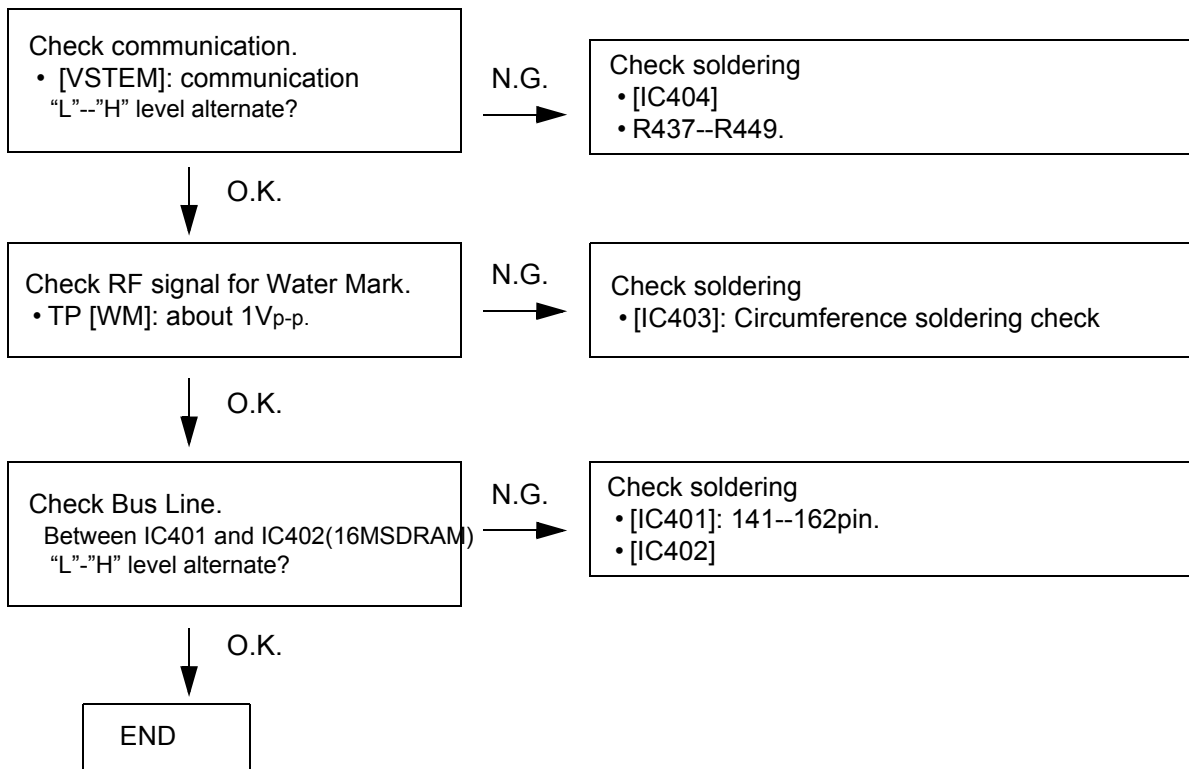 Check communication.
• [VSTEM]: communication
“L”--”H” level alternate?
N.G.
Check soldering
• [IC404]
• R437--R449.
O.K.
Check RF signal for Water Mark.
• TP [WM]: about 1Vp-p.
N.G.
Check soldering
• [IC403]: Circumference soldering check
O.K.
Check Bus Line.
Between IC401 and IC402(16MSDRAM)
“L”-”H” level alternate?
N.G.
Check soldering
• [IC401]: 141--162pin.
• [IC402]
O.K.
END